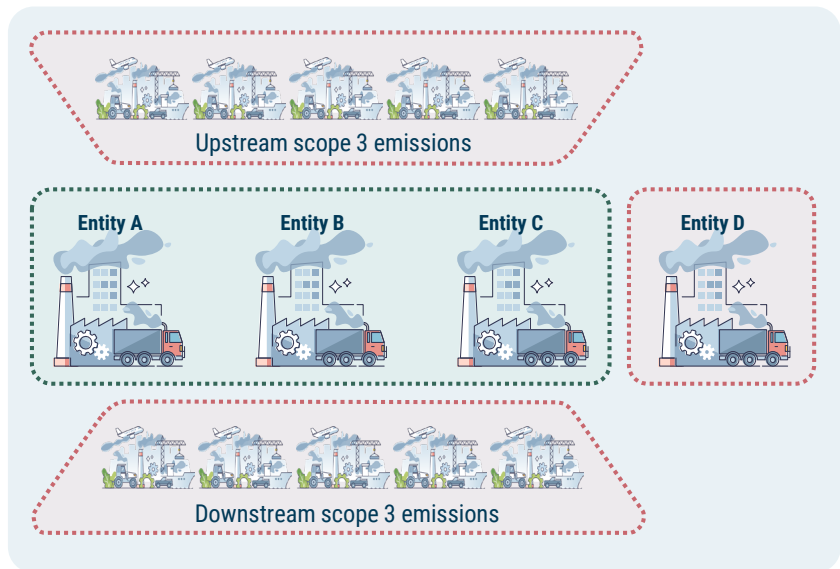 Upstream scope 3 emissions
Entity A
Entity B
Entity C
Entity D
Downstream scope 3 emissions